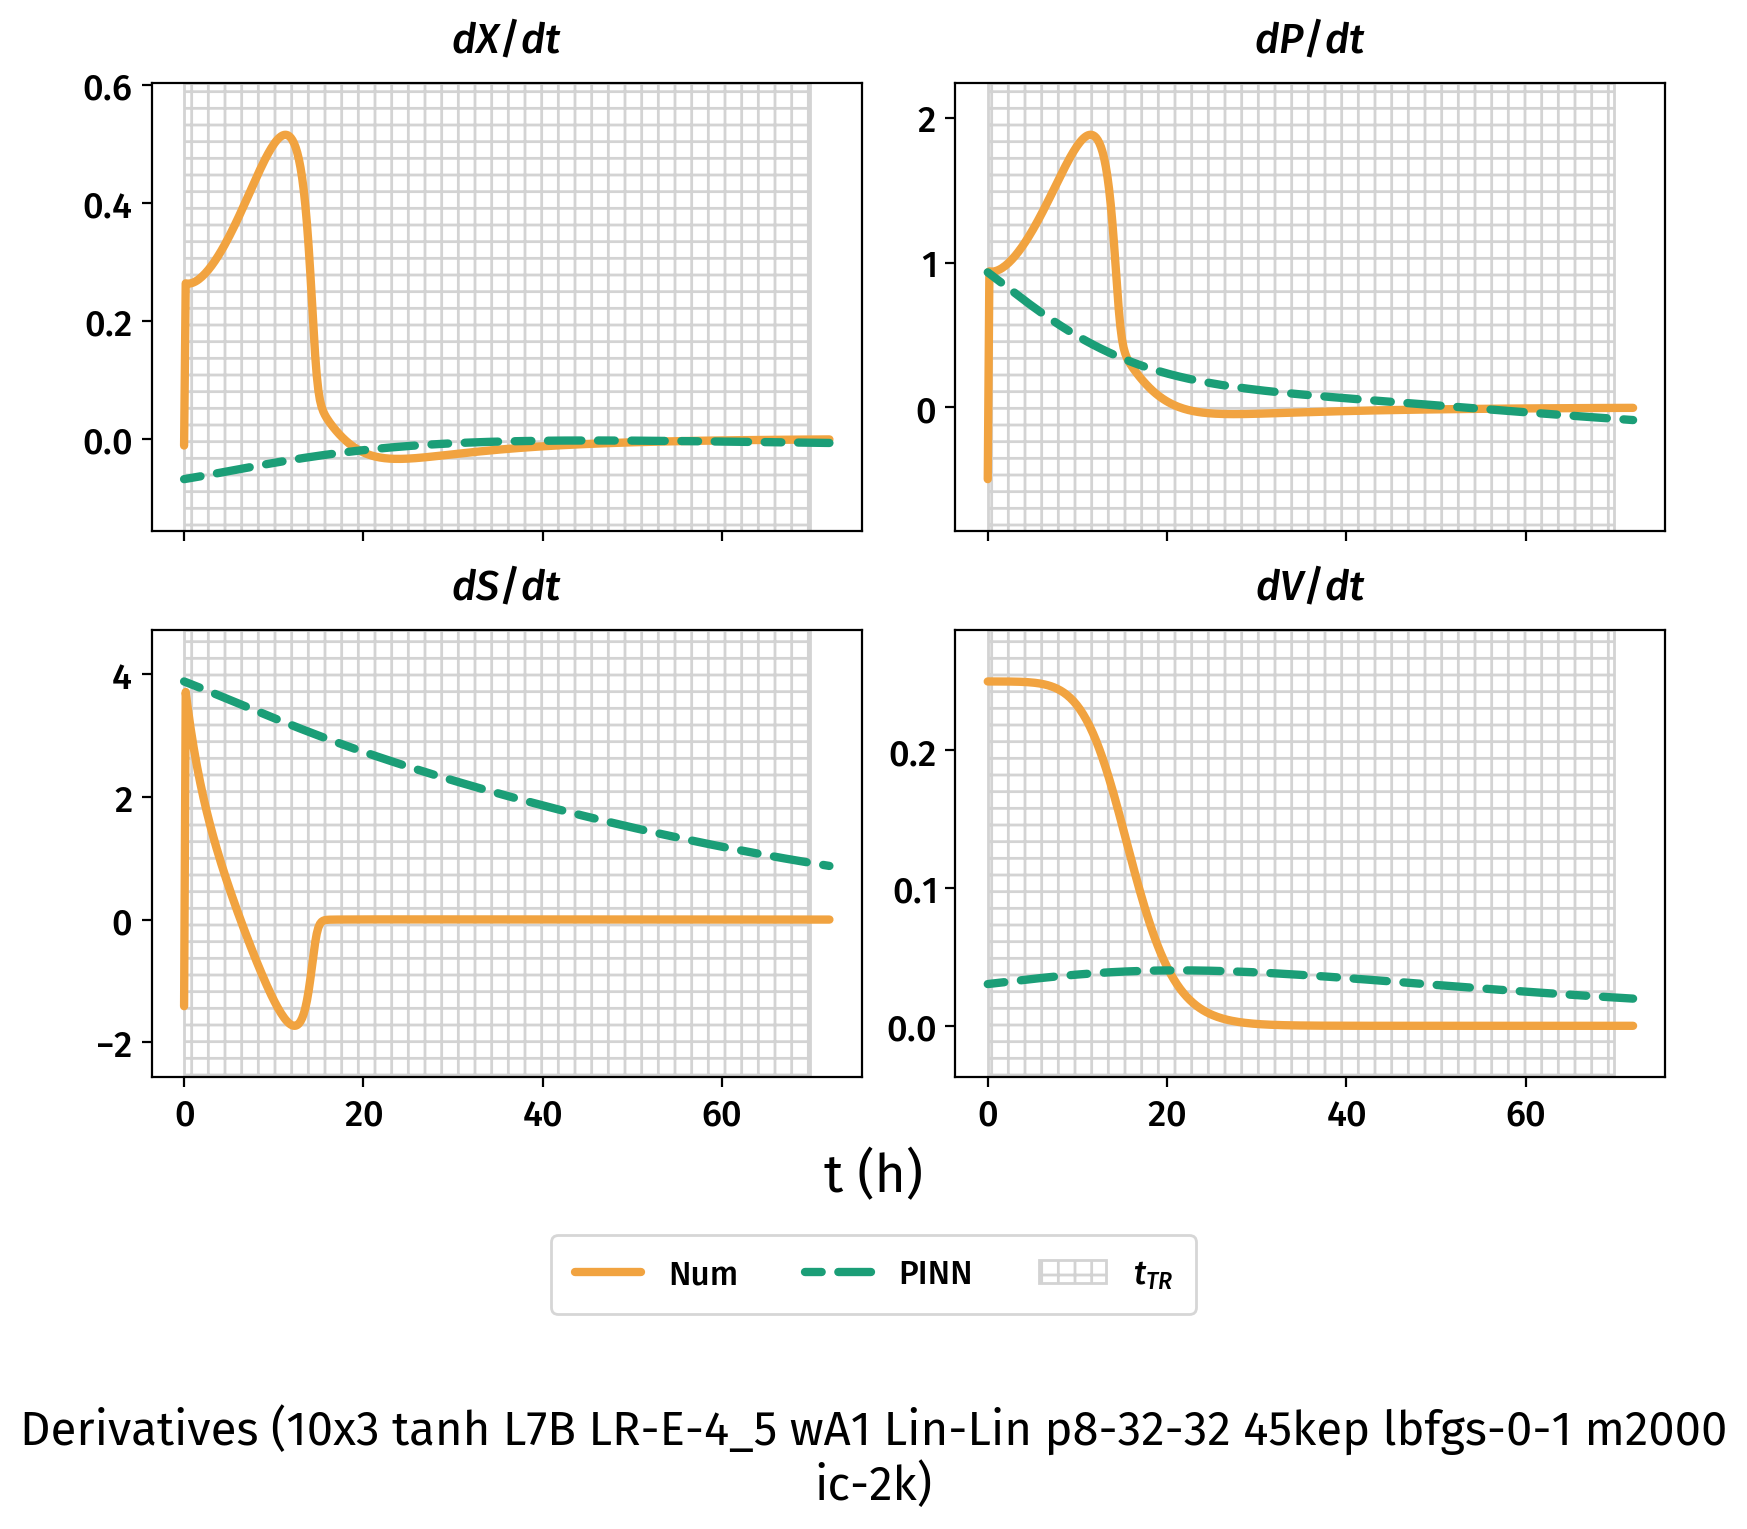 dX/dt
dP/dt
0.6
0.4
0.2
0.0
2
1
0
dS/dt
dV/dt
4
2
0
−2
0.2
0.1
0.0
0 20 40 60
0 20 40 60
t (h)
Num PINN tTR
Derivatives (10x3 tanh L7B LR-E-4_5 wA1 Lin-Lin p8-32-32 45kep lbfgs-0-1 m2000
ic-2k)